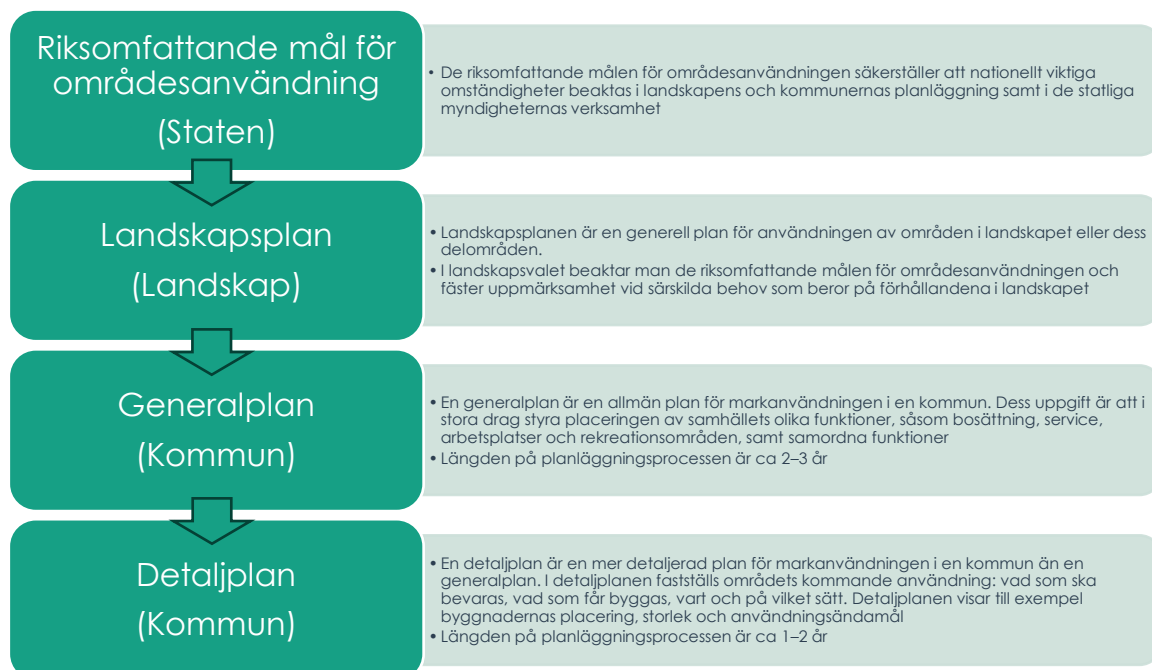 Riksomfattande mål för
områdesanvändning
(Staten)
• De riksomfattande målen för områdesanvändningen säkerställer att nationellt viktiga
omständigheter beaktas i landskapens och kommunernas planläggning samt i de statliga
myndigheternas verksamhet
Landskapsplan
(Landskap)
• Landskapsplanen är en generell plan för användningen av områden i landskapet eller dess
delområden.
• I landskapsvalet beaktar man de riksomfattande målen för områdesanvändningen och
fäster uppmärksamhet vid särskilda behov som beror på förhållandena i landskapet
Generalplan
(Kommun)
• En generalplan är en allmän plan för markanvändningen i en kommun. Dess uppgift är att i
stora drag styra placeringen av samhällets olika funktioner, såsom bosättning, service,
arbetsplatser och rekreationsområden, samt samordna funktioner
• Längden på planläggningsprocessen är ca 2–3 år
Detaljplan
(Kommun)
• En detaljplan är en mer detaljerad plan för markanvändningen i en kommun än en
generalplan. I detaljplanen fastställs områdets kommande användning: vad som ska
bevaras, vad som får byggas, vart och på vilket sätt. Detaljplanen visar till exempel
byggnadernas placering, storlek och användningsändamål
• Längden på planläggningsprocessen är ca 1–2 år